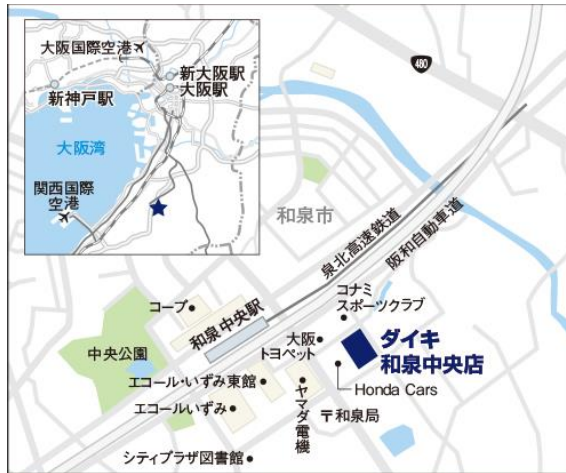 大阪国際空港
新大阪駅
大阪駅
新神戸駅
大阪湾
関西国際
空港
480
和泉市
泉北高速鉄道
阪和自動車道
コナミ
スポーツクラブ
コープ
和泉中央駅
大阪
トヨペット
ダイキ
和泉中央店
中央公園
Honda Cars
エコール・いずみ東館
エコールいずみ
ヤマダ電機
〒和泉局
シティプラザ図書館